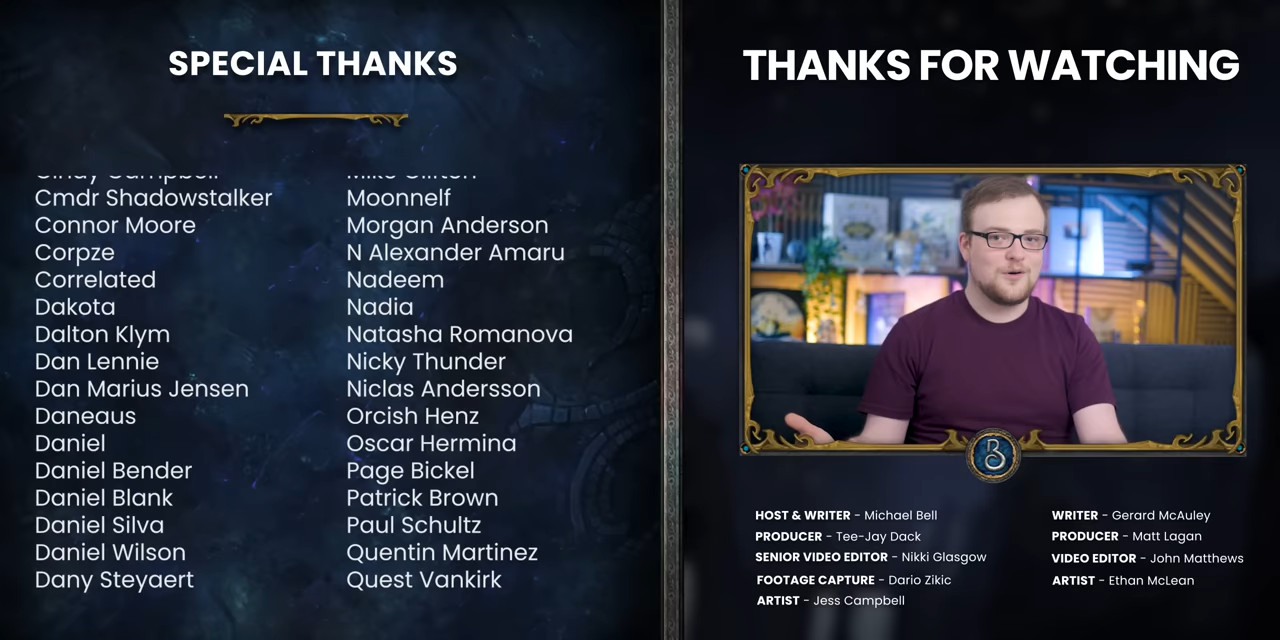 SPECIAL THANKS
Cmdr Shadowstalker
Connor Moore
Corpze
Correlated
Dakota
Dalton Klym
Dan Lennie
Dan Marius Jensen
Daneaus
Daniel
Daniel Bender
Daniel Blank
Daniel Silva
Daniel Wilson
Dany Steyaert
Moonnelf
Morgan Anderson
N Alexander Amaru
Nadeem
Nadia
Natasha Romanova
Nicky Thunder
Niclas Andersson
Orcish Henz
Oscar Hermina
Page Bickel
Patrick Brown
Paul Schultz
Quentin Martinez
Quest Vankirk
THANKS FOR WATCHING
HOST & WRITER - Michael Bell
PRODUCER - Tee-Jay Dack
SENIOR VIDEO EDITOR - Nikki Glasgow
FOOTAGE CAPTURE - Dario Zikic
ARTIST - Jess Campbell
WRITER - Gerard McAuley
PRODUCER - Matt Lagan
VIDEO EDITOR - John Matthews
ARTIST - Ethan McLean